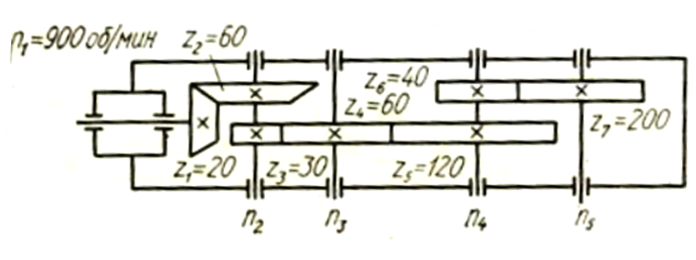 n₁=900 об/мин
z₂=60
z₆=40
z₄=60
z₇=200
z₁=20
z₃=30
z₅=120
n₂
n₃
n₄
n₅